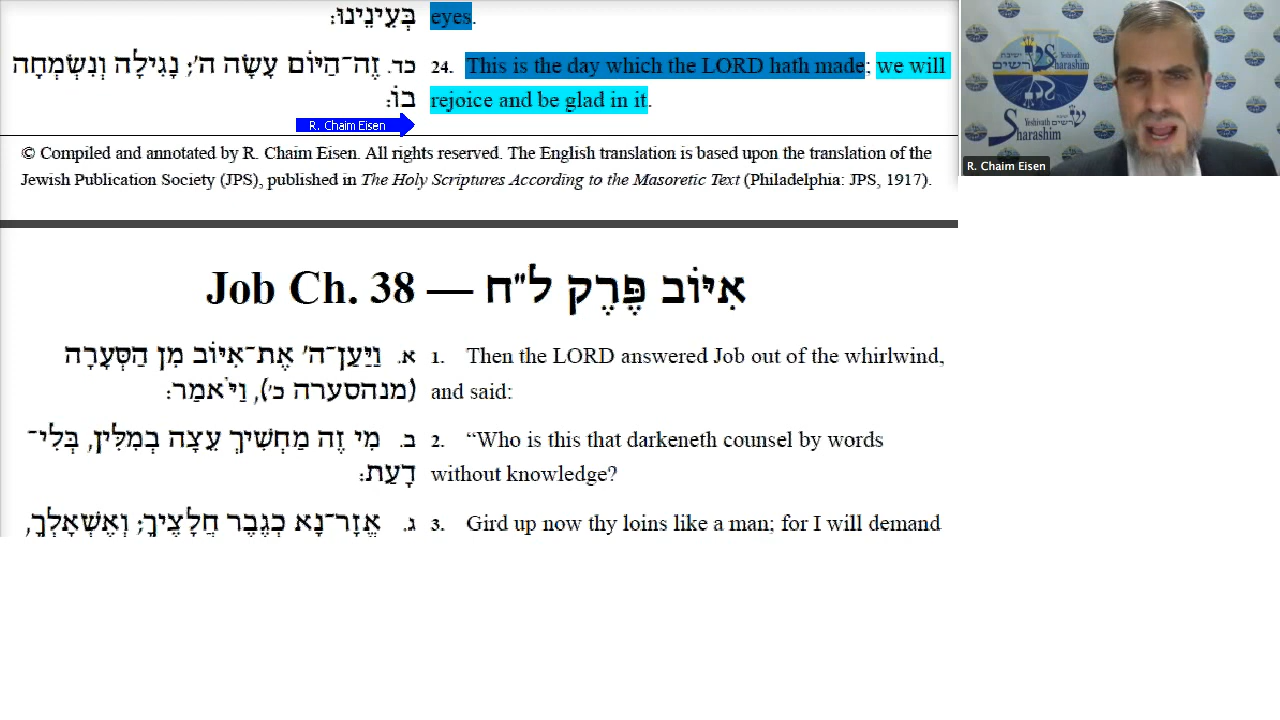 בְּעֵינֵינוּ: eyes.
כד. זֶה־הַיּוֹם עָשָׂה ה'; נָגִילָה וְנִשְׂמְחָה 24. This is the day which the LORD hath made; we will
בוֹ: rejoice and be glad in it.
R. Chaim Eisen
© Compiled and annotated by R. Chaim Eisen. All rights reserved. The English translation is based upon the translation of the
Jewish Publication Society (JPS), published in The Holy Scriptures According to the Masoretic Text (Philadelphia: JPS, 1917).
Job Ch. 38 — אִיּוֹב פֶּרֶק ל"ח
א. וַיַּעַן־ה' אֶת־אִיּוֹב מִן הַסְּעָרָה 1. Then the LORD answered Job out of the whirlwind,
(מנהסערה כ'), וַיֹּאמַר: and said:
ב. מִי זֶה מַחְשִׁיךְ עֵצָה בְמִלִּין, בְּלִי־ 2. “Who is this that darkeneth counsel by words
דָעַת: without knowledge?
ג. אֱזָר־נָא כְגֶבֶר חֲלָצֶיךָ; וְאֶשְׁאָלְךָ, 3. Gird up now thy loins like a man; for I will demand
Yeshivath
Sharashim
שרשים
Yeshivath
Sharashim
R. Chaim Eisen